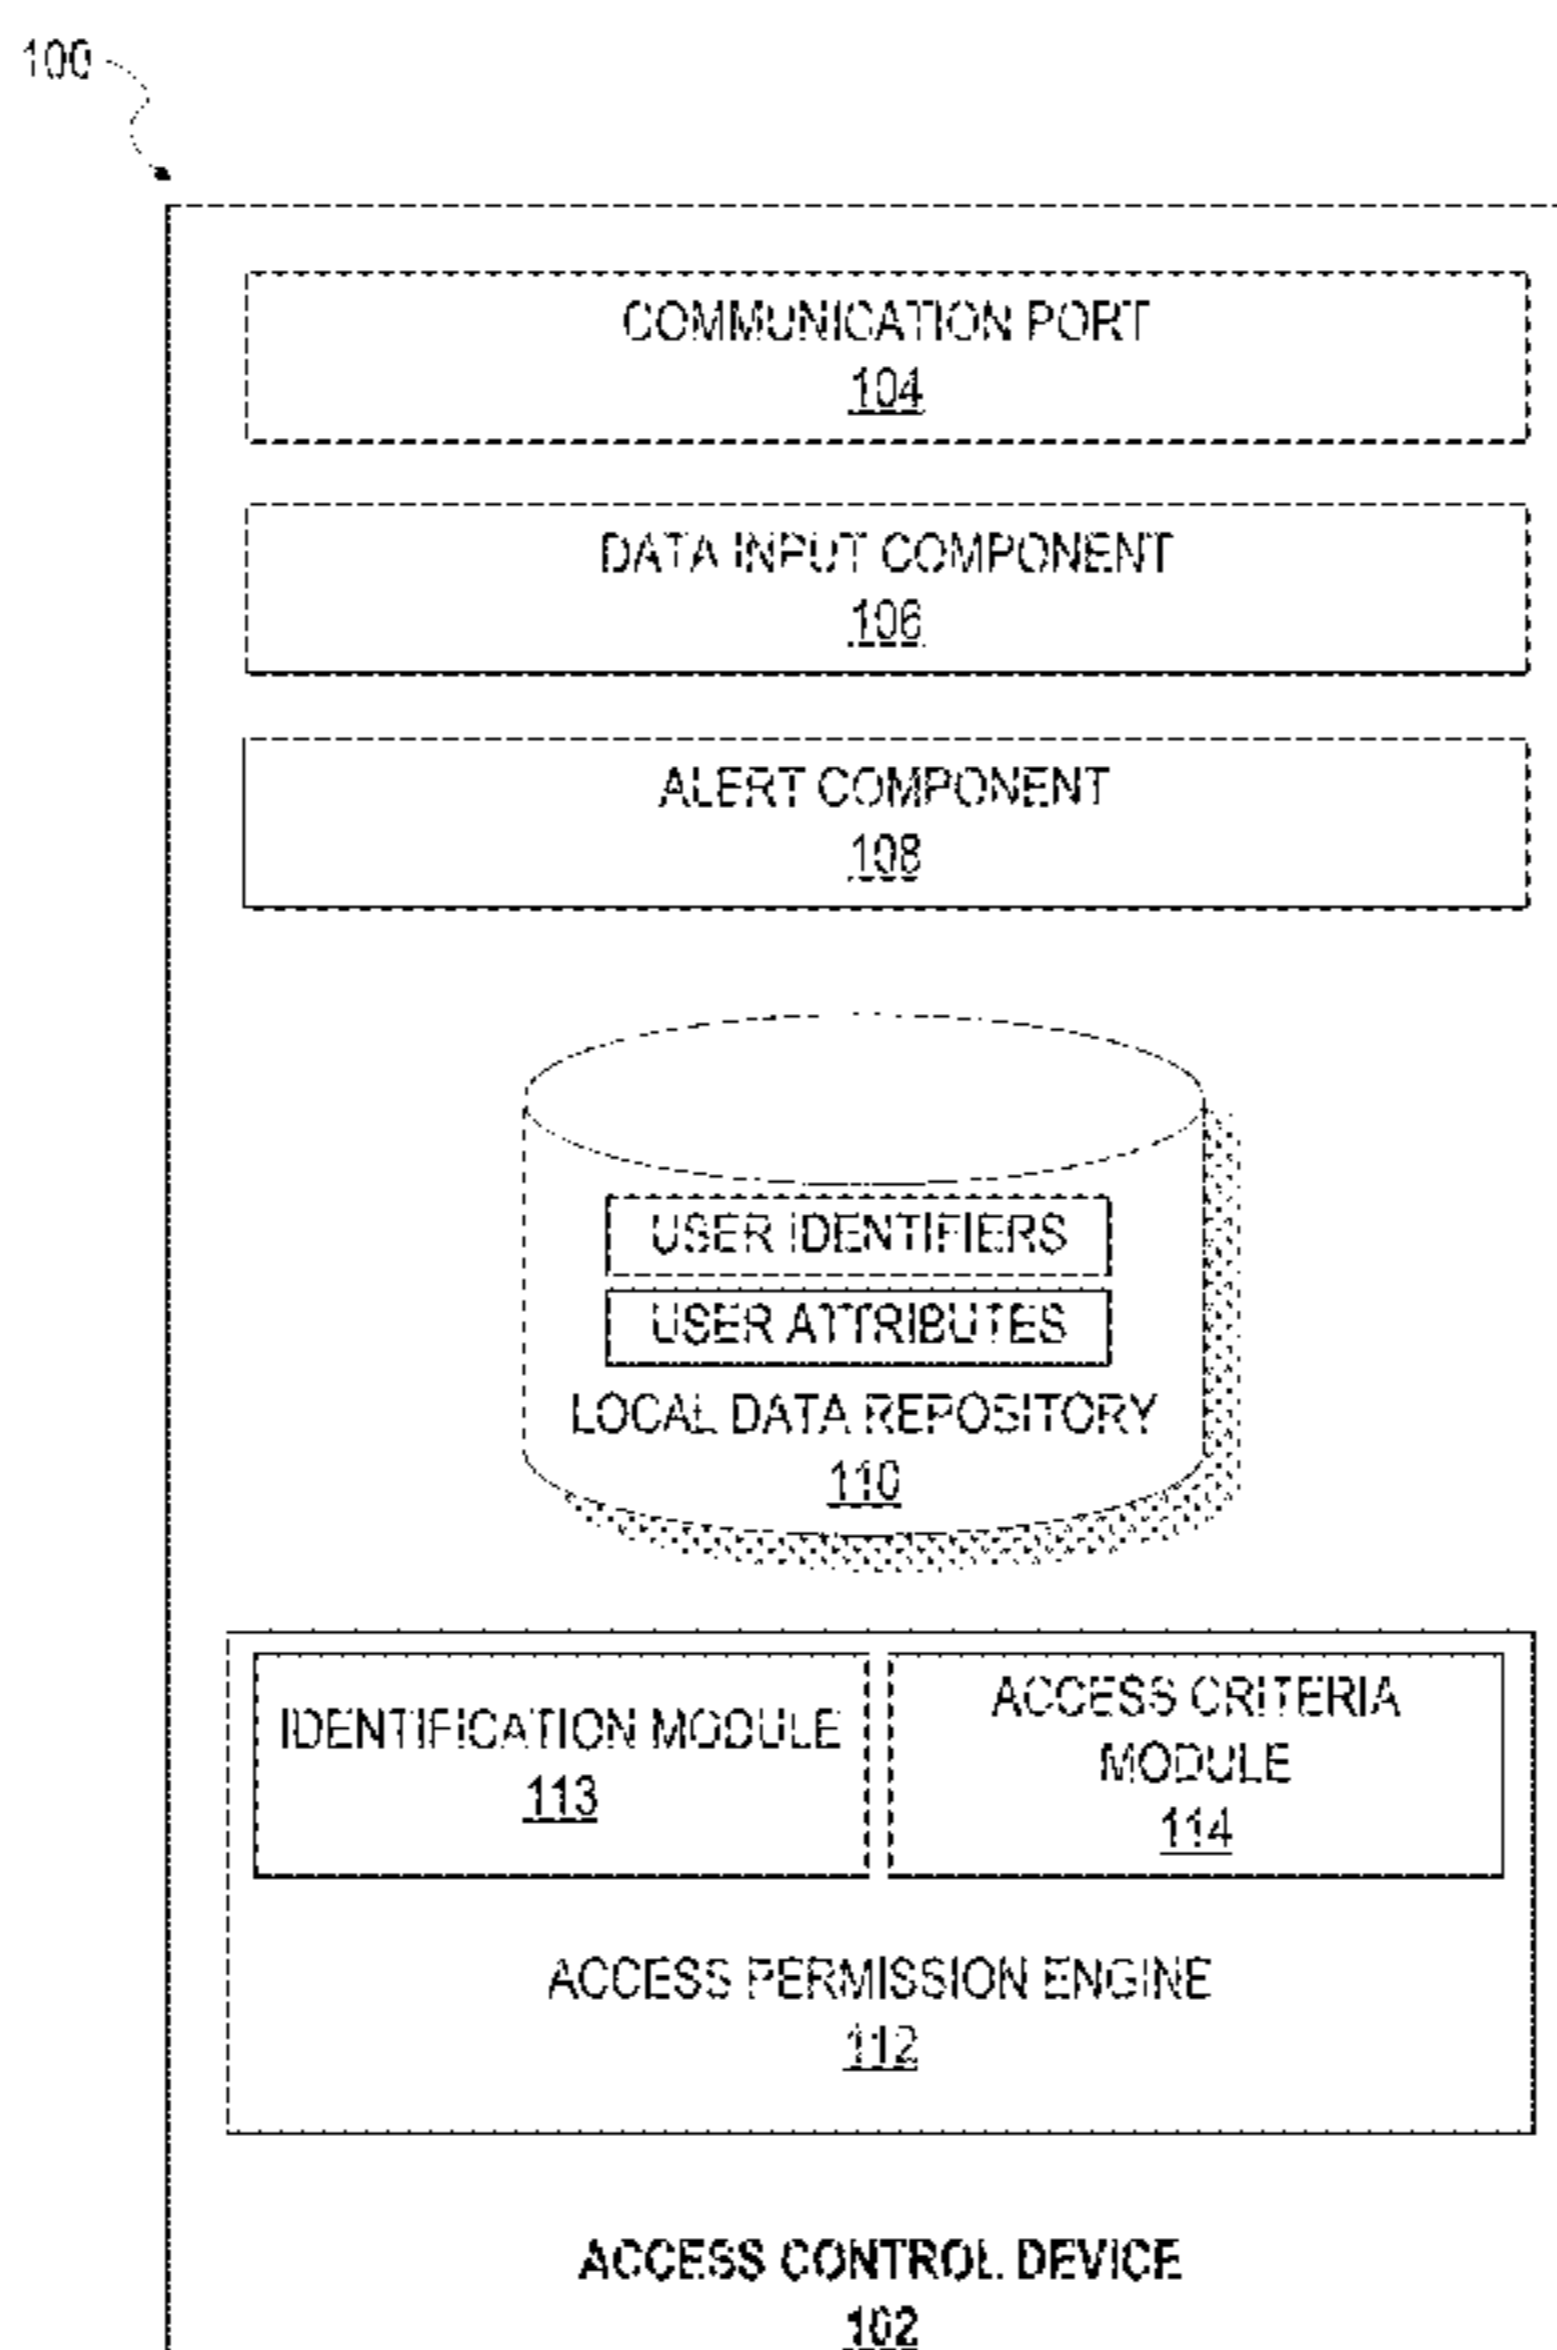 100
COMMUNICATION PORT
104
DATA INPUT COMPONENT
106
ALERT COMPONENT
108
USER IDENTIFIERS
USER ATTRIBUTES
LOCAL DATA REPOSITORY
110
IDENTIFICATION MODULE
113
ACCESS CRITERIA
MODULE
114
ACCESS PERMISSION ENGINE
112
ACCESS CONTROL DEVICE
102